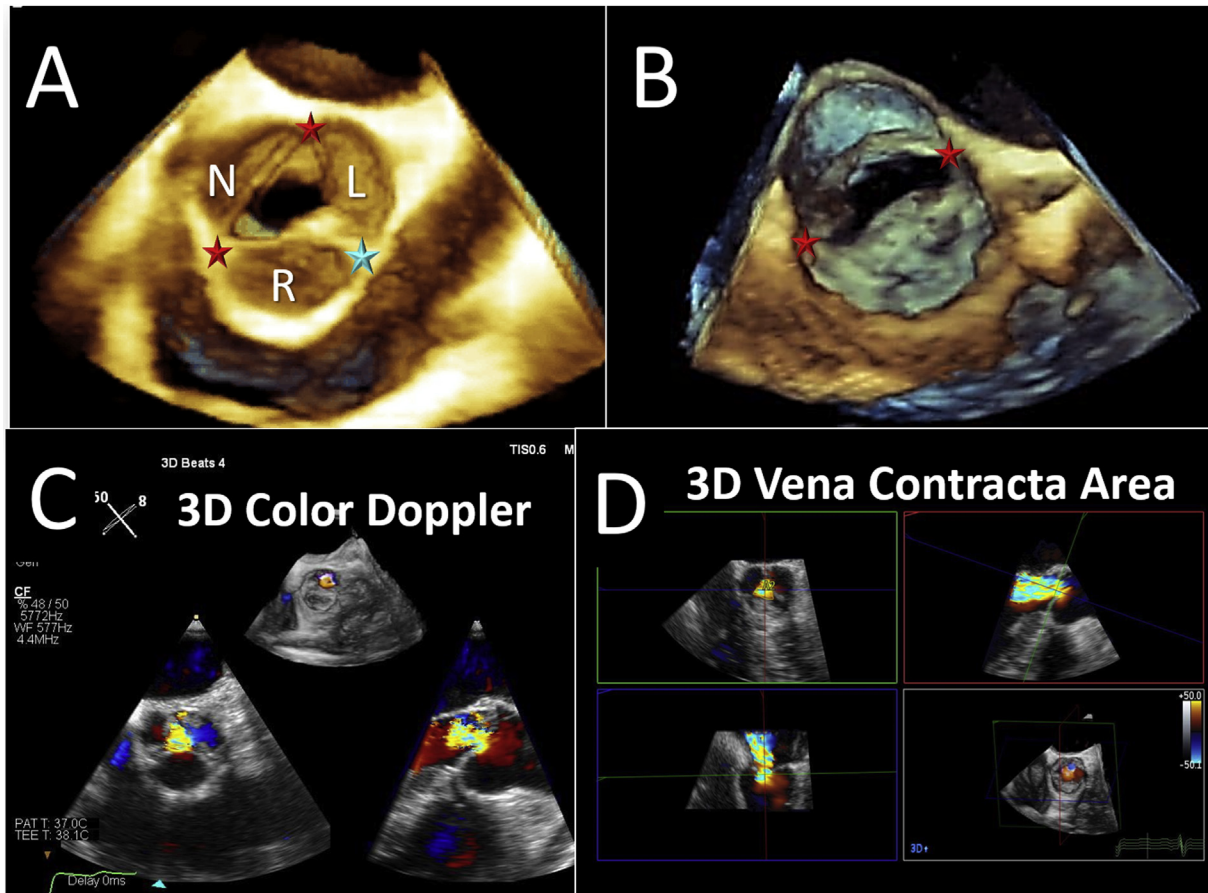 A
N
L
R
B
C
3D Beats 4
TIS0.6 M
50 8
3D Color Doppler
CF
% 48 / 50
5772Hz
WF 577Hz
4.4MHz
PAT T: 37.0C
TEE T: 38.1C
Delay 0ms
D
3D Vena Contracta Area
+50.0
-50.1
3D